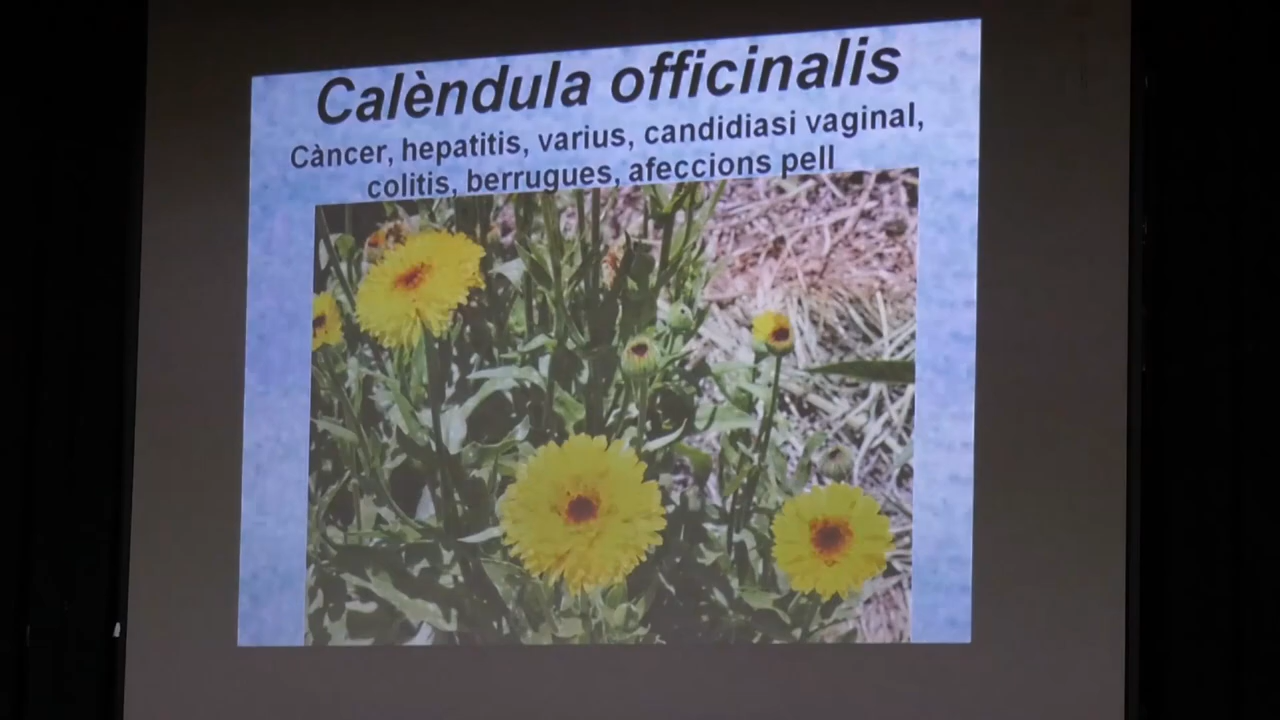 Calèndula officinalis
Càncer, hepatitis, varius, candidiasi vaginal,
colitis, berrugues, afeccions pell